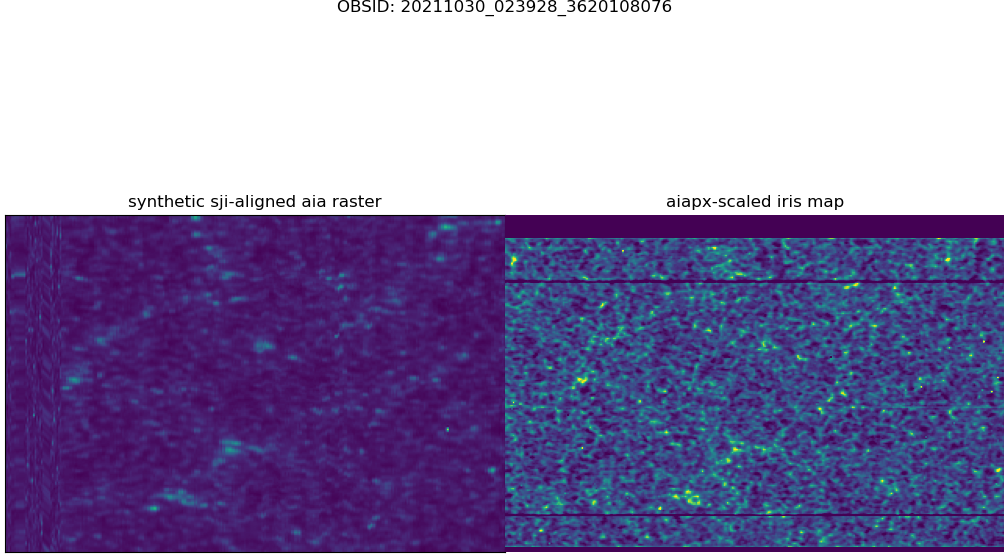 OBSID: 20211030_023928_3620108076
synthetic sji-aligned aia raster
aiapx-scaled iris map